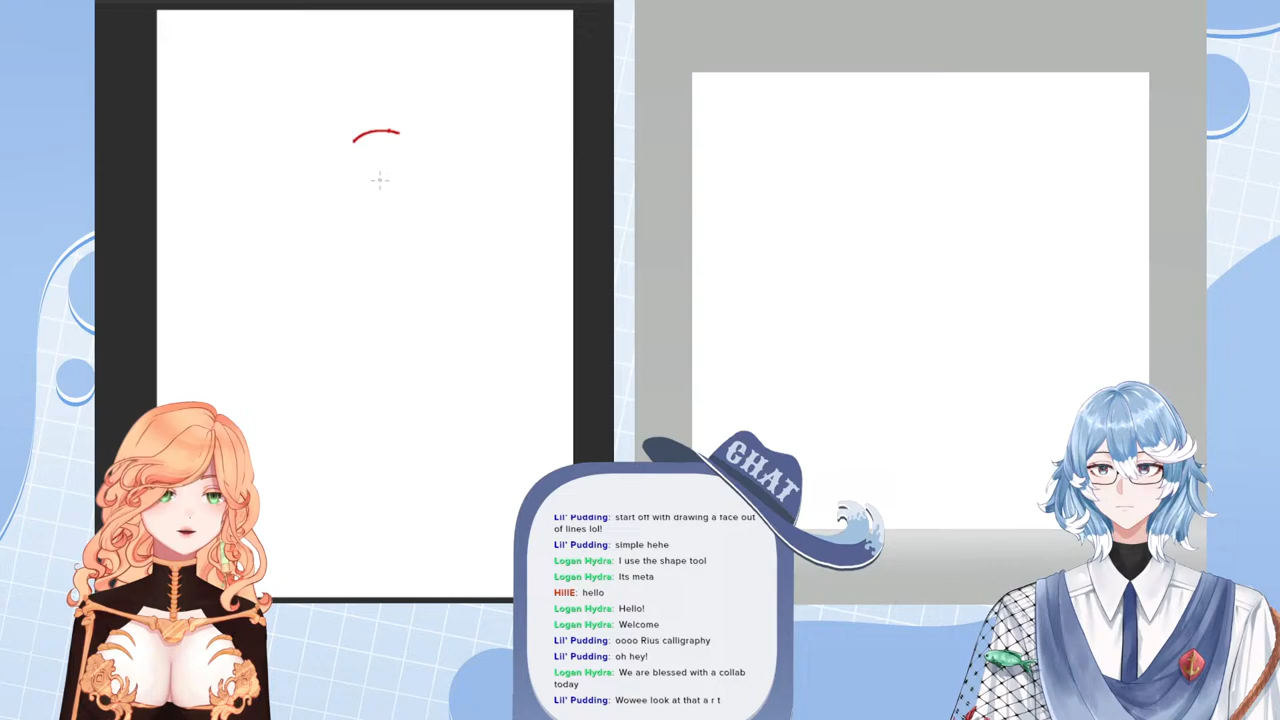 CHAT
Lil' Pudding: start off with drawing a face out
of lines lol!
Lil' Pudding: simple hehe
Logan Hydra: I use the shape tool
Logan Hydra: Its meta
HillE: hello
Logan Hydra: Hello!
Logan Hydra: Welcome
Lil' Pudding: oooo Rius calligraphy
Lil' Pudding: oh hey!
Logan Hydra: We are blessed with a collab
today
Lil' Pudding: Wowee look at that a r t